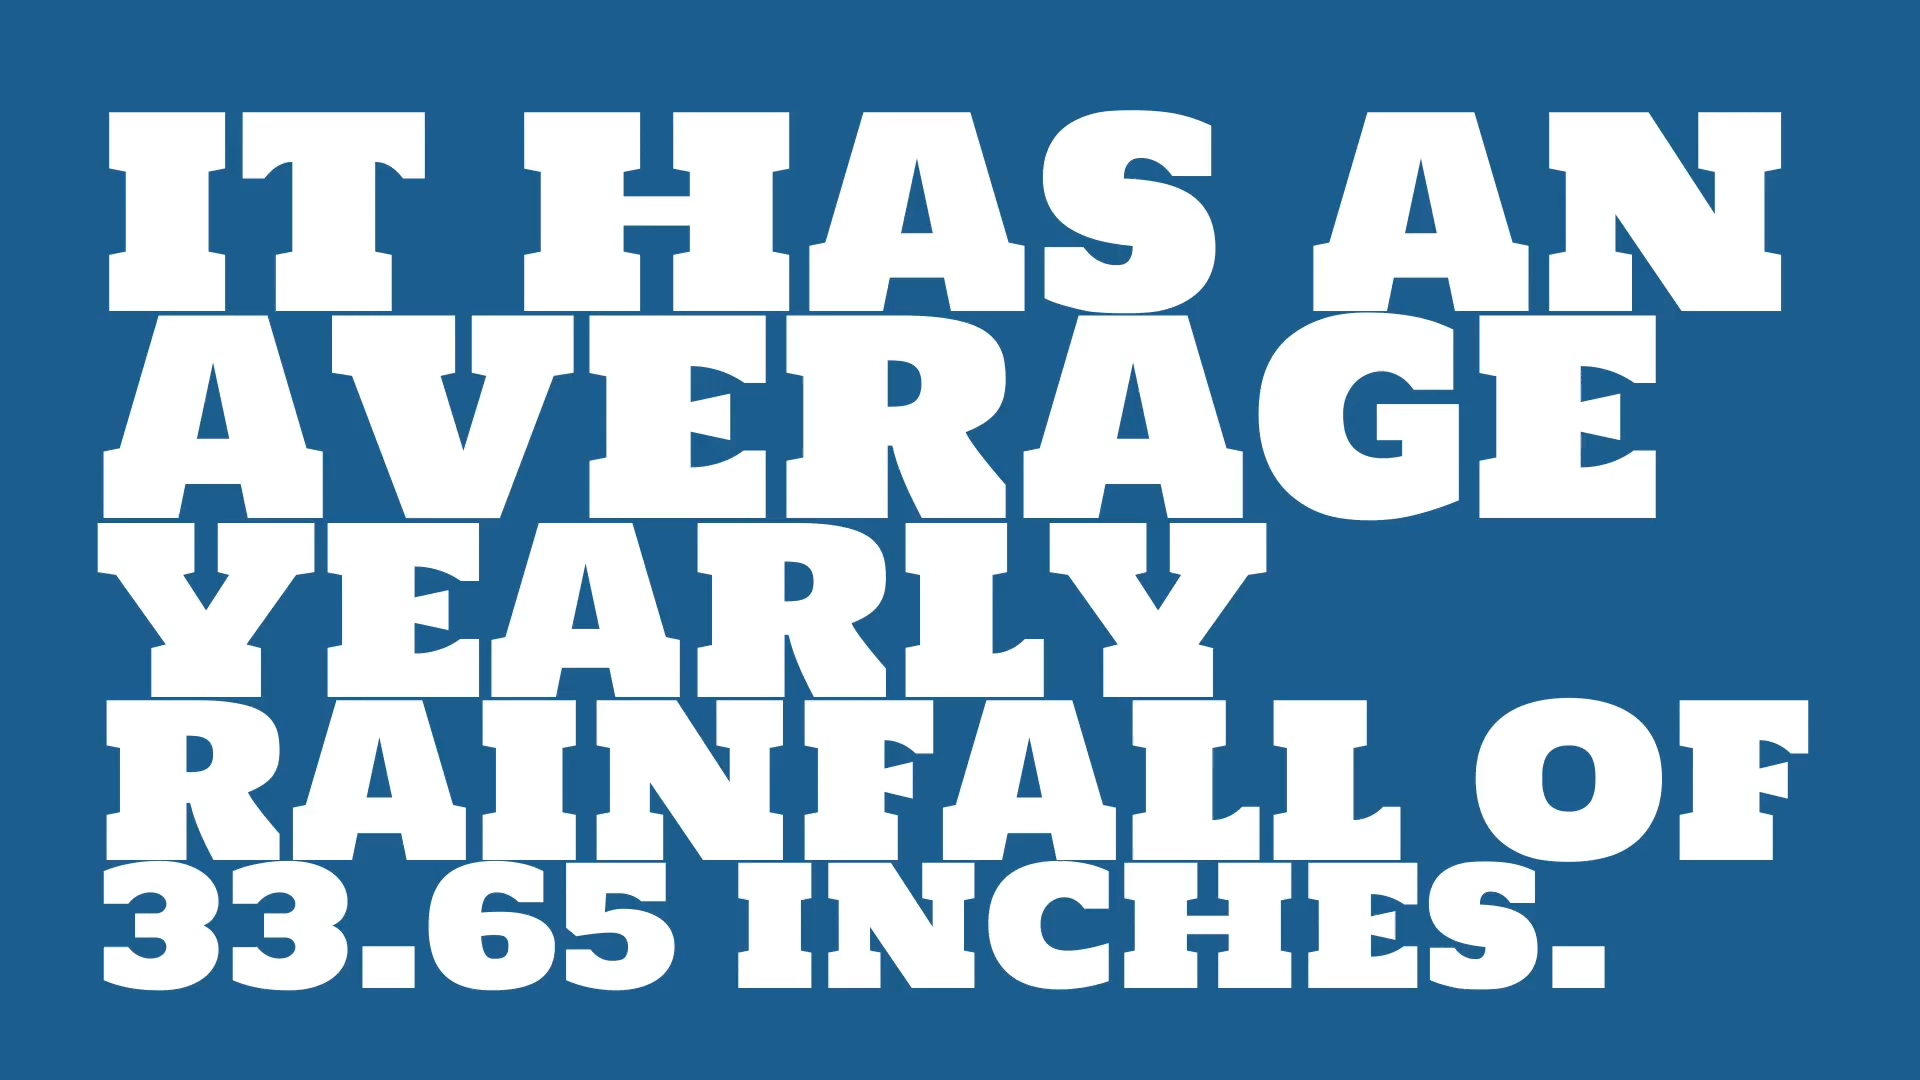 IT HAS AN
AVERAGE
YEARLY
RAINFALL OF
33.65 INCHES.